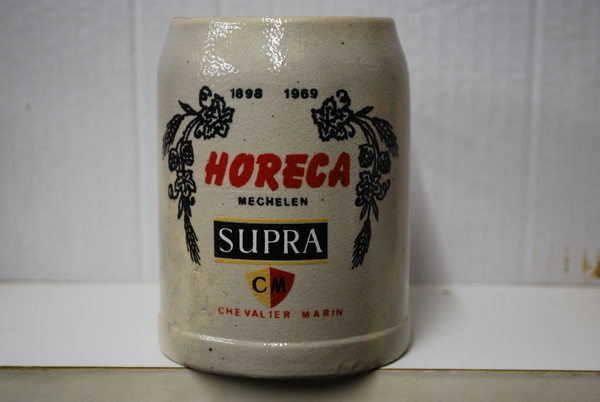 1898 1969
HORECA
MECHELEN
SUPRA
CM
CHEVALIER MARIN